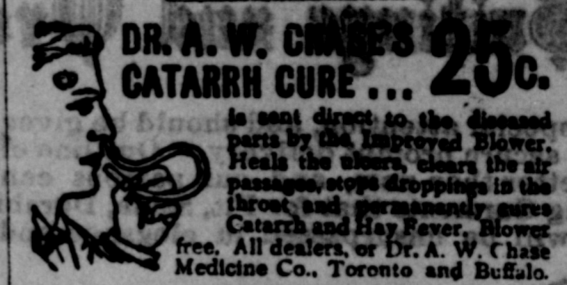 DR. A. W. CHASE'S
CATARRH CURE ... 25c.
is sent direct to the diseased
parts by the Improved Blower.
Heals the ulcers, clears the air
passages, stops droppings in the
throat and permanently cures
Catarrh and Hay Fever. Blower
free. All dealers, or Dr. A. W. Chase
Medicine Co., Toronto and Buffalo.